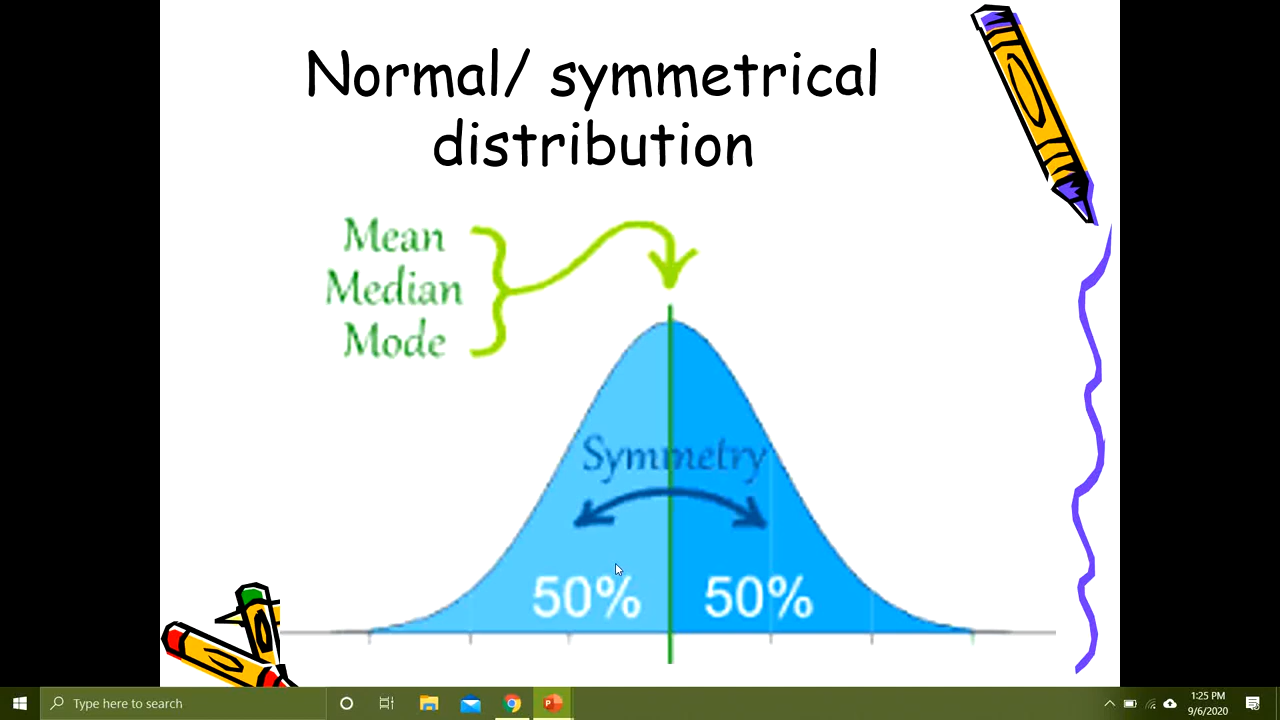 Normal/ symmetrical
distribution
Mean
Median
Mode
Symmetry
50% 50%
Type here to search
1:25 PM
9/6/2020